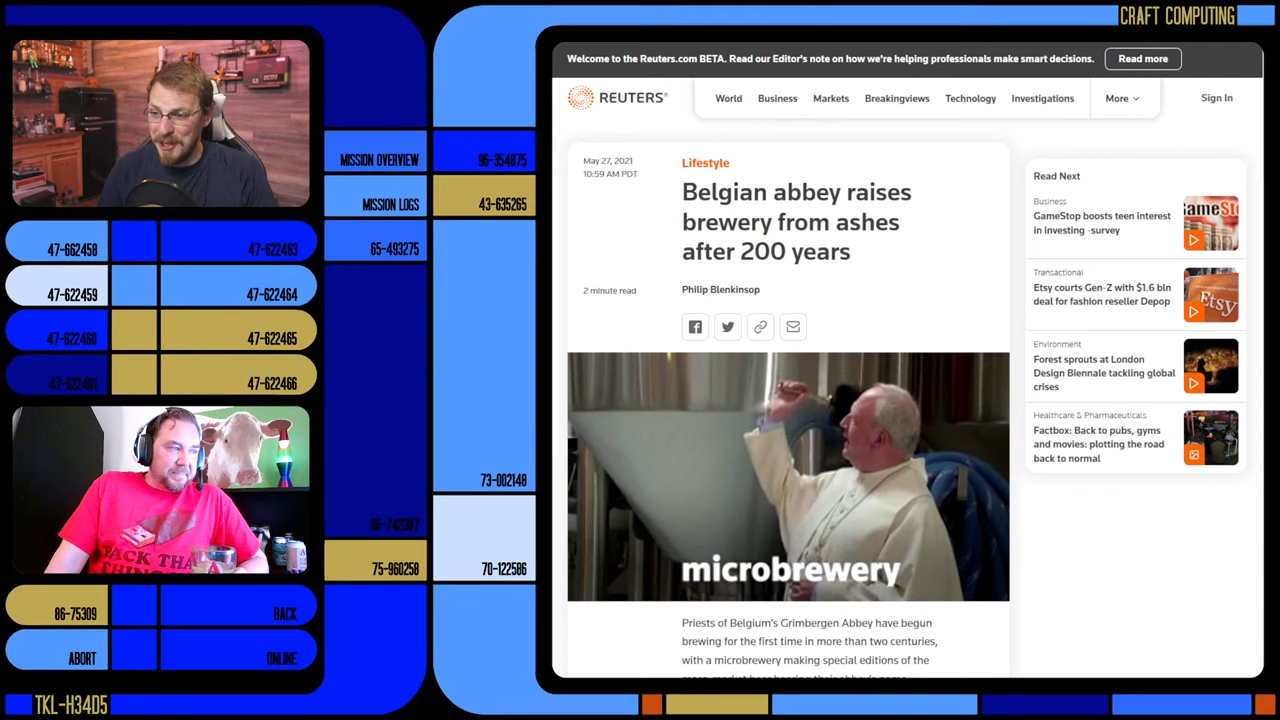 CRAFT COMPUTING
MISSION OVERVIEW
96-354875
MISSION LOGS
43-635265
47-662458
47-622463
65-493275
47-622459
47-622464
47-622460
47-622465
47-622461
47-622466
73-002148
75-960258
70-122586
86-75309
BACK
ABORT
ONLINE
TKL-H34D5
Welcome to the Reuters.com BETA. Read our Editor's note on how we're helping professionals make smart decisions.
Read more
REUTERS®
World
Business
Markets
Breakingviews
Technology
Investigations
More
Sign In
May 27, 2021
10:59 AM PDT
Lifestyle
Belgian abbey raises
brewery from ashes
after 200 years
2 minute read
Philip Blenkinsop
microbrewery
Priests of Belgium's Grimbergen Abbey have begun
brewing for the first time in more than two centuries,
with a microbrewery making special editions of the
Read Next
Business
GameStop boosts teen interest
in investing -survey
Transactional
Etsy courts Gen-Z with $1.6 bln
deal for fashion reseller Depop
Etsy
Environment
Forest sprouts at London
Design Biennale tackling global
crises
Healthcare & Pharmaceuticals
Factbox: Back to pubs, gyms
and movies: plotting the road
back to normal